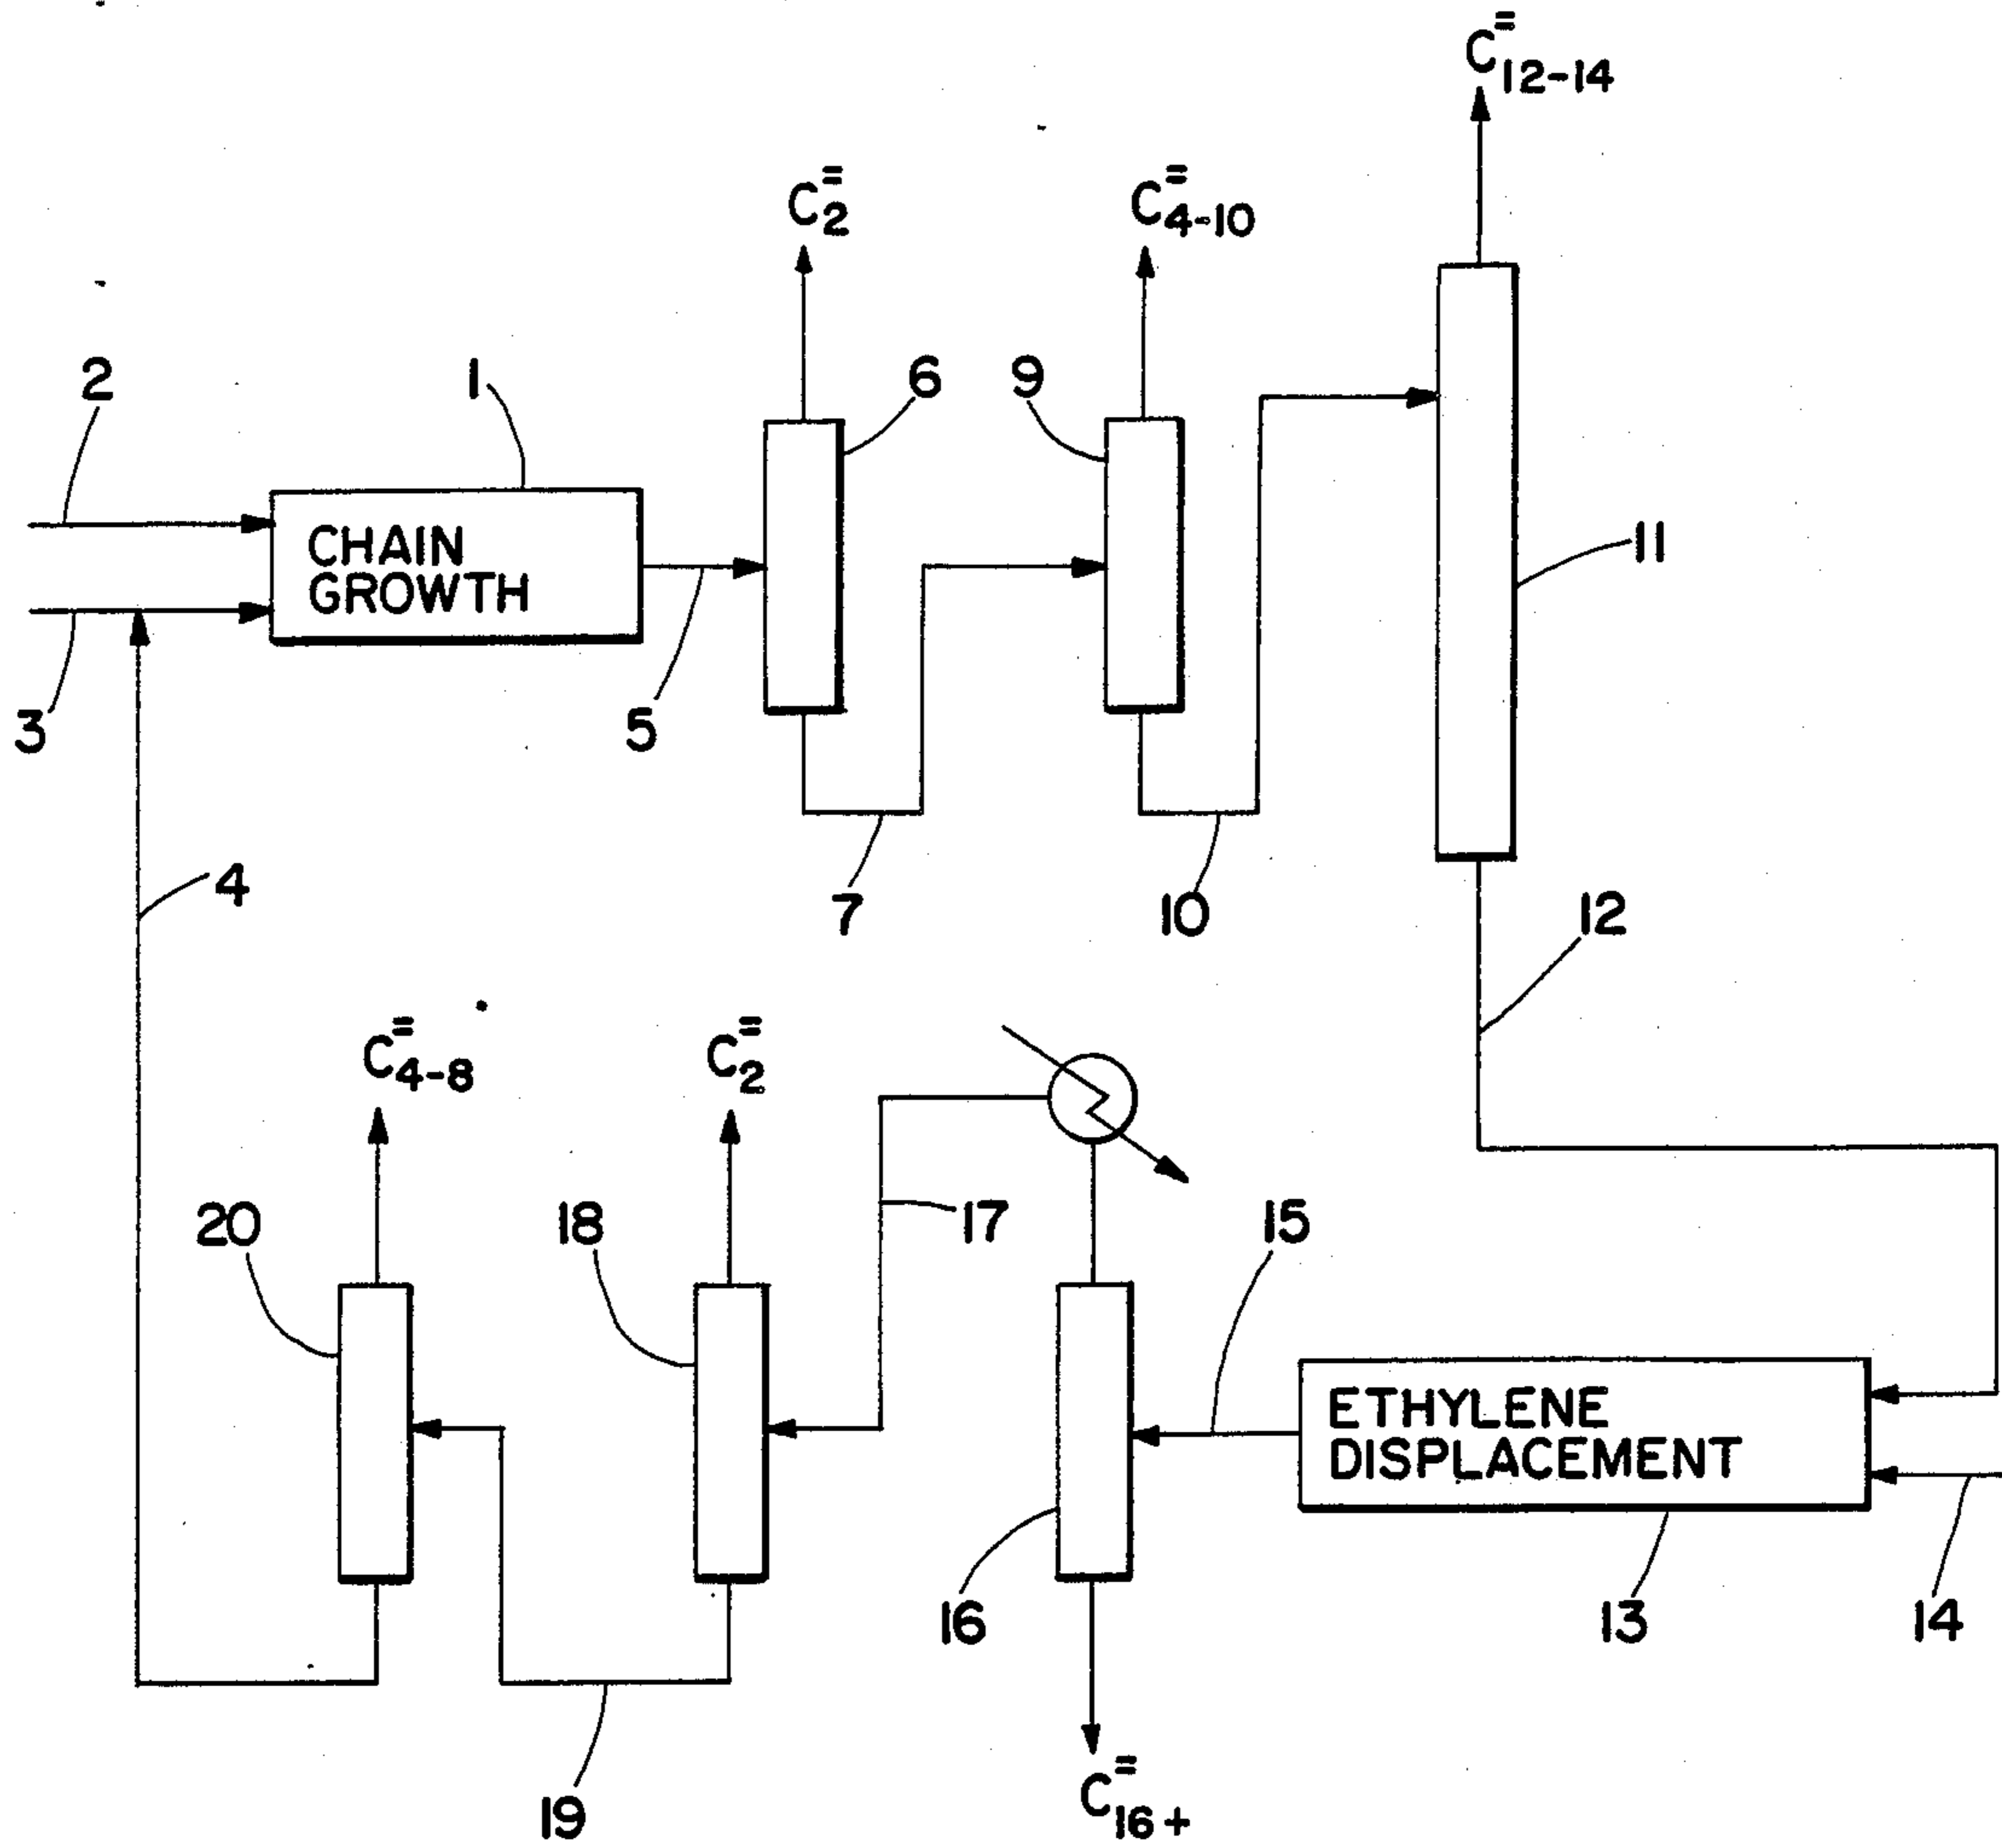 C=12-14
C=2
C=4-10
2
1
6
9
CHAIN
GROWTH
11
3
5
4
7
10
12
C=4-8
C=2
20
18
17
15
ETHYLENE
DISPLACEMENT
16
13
14
C=16+
19